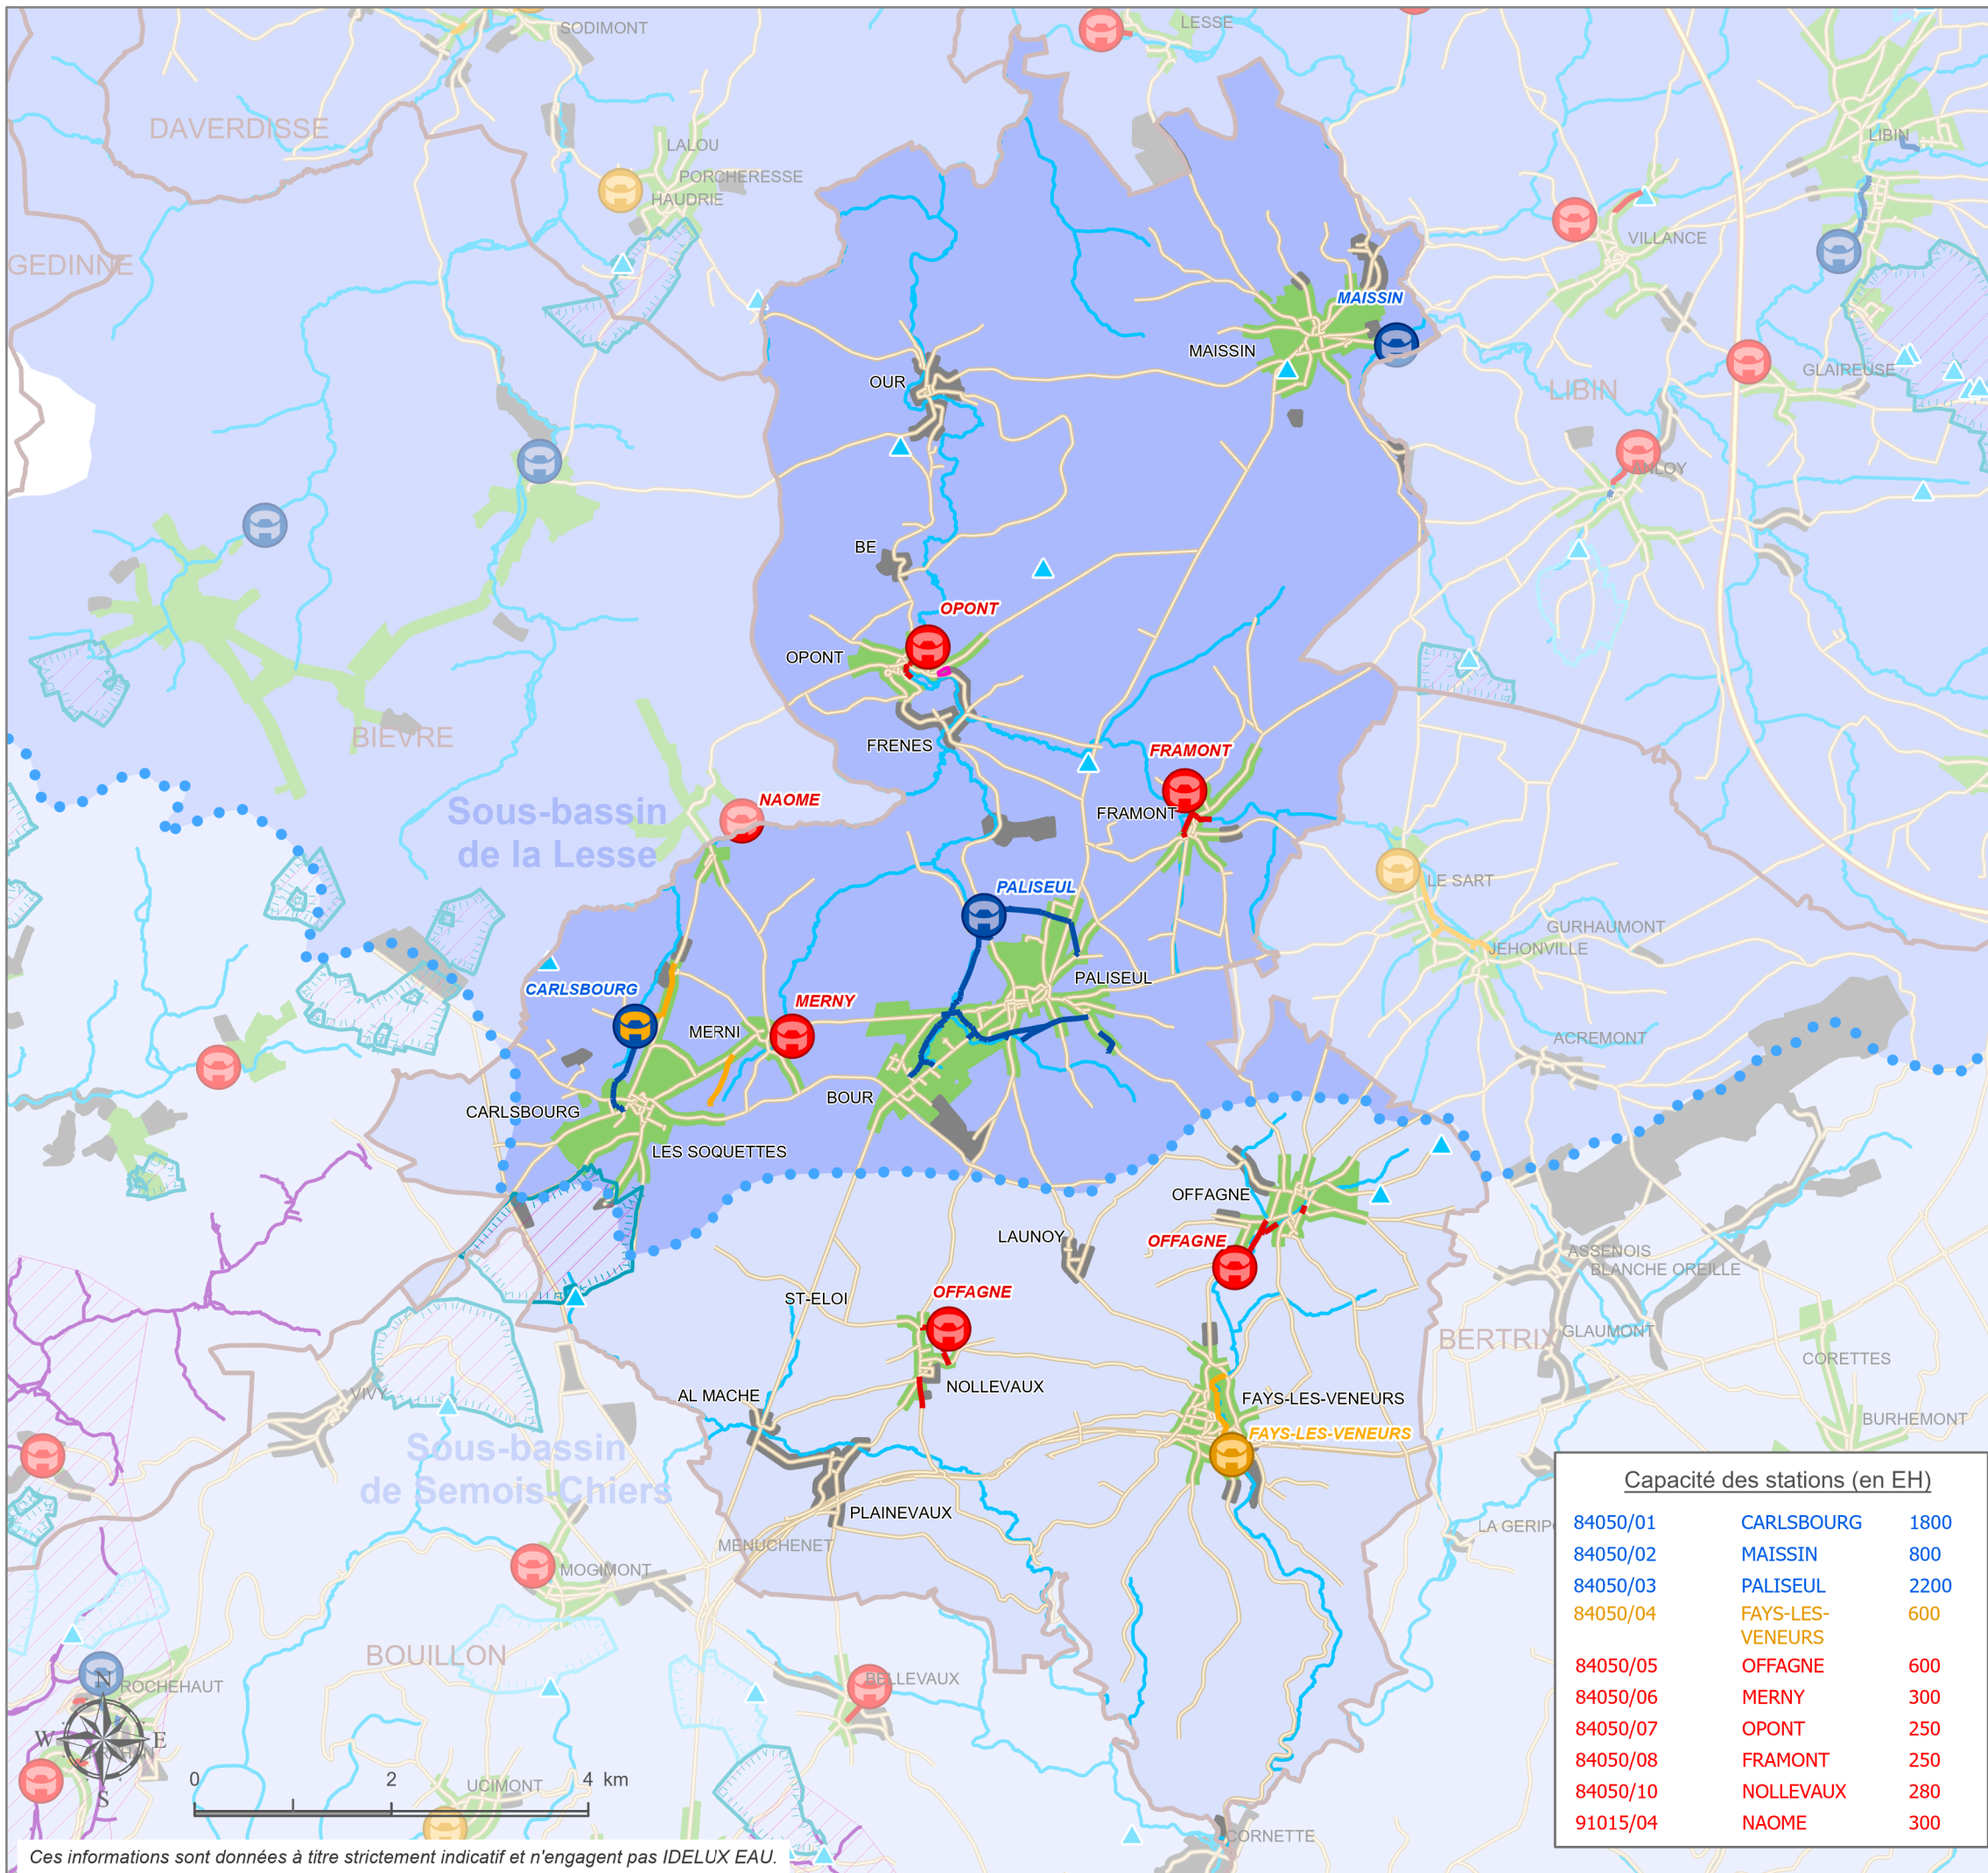 SODIMONT
LESSE
DAVERDISSE
LALOU
PORCHERESSE
HAUDRIE
LIBIN
VILLANCE
GEDINNE
MAISSIN
MAISSIN
OUR
GLAIREUSE
LIBIN
ANLOY
BE
OPONT
OPONT
BIEVRE
FRENES
FRAMONT
FRAMONT
NAOME
Sous-bassin
de la Lesse
LE SART
PALISEUL
GURHAUMONT
JEHONVILLE
PALISEUL
CARLSBOURG
MERNY
MERNI
ACREMONT
BOUR
CARLSBOURG
LES SOQUETTES
OFFAGNE
LAUNOY
OFFAGNE
ASSENOIS
BLANCHE OREILLE
ST-ELOI
OFFAGNE
BERTRIX
GLAUMONT
CORETTES
NOLLEVAUX
AL MACHE
FAYS-LES-VENEURS
VIVY
BURHEMONT
FAYS-LES-VENEURS
Sous-bassin
de Semois-Chiers
PLAINEVAUX
MENUCHENET
LA GERIP
MOGIMONT
BOUILLON
ROCHEHAUT
BELLEVAUX
UCIMONT
CORNETTE
N
W E
S
0 2 4 km
Capacité des stations (en EH)
84050/01 CARLSBOURG 1800
84050/02 MAISSIN 800
84050/03 PALISEUL 2200
84050/04 FAYS-LES- 600
VENEURS
84050/05 OFFAGNE 600
84050/06 MERNY 300
84050/07 OPONT 250
84050/08 FRAMONT 250
84050/10 NOLLEVAUX 280
91015/04 NAOME 300
Ces informations sont données à titre strictement indicatif et n'engagent pas IDELUX EAU.